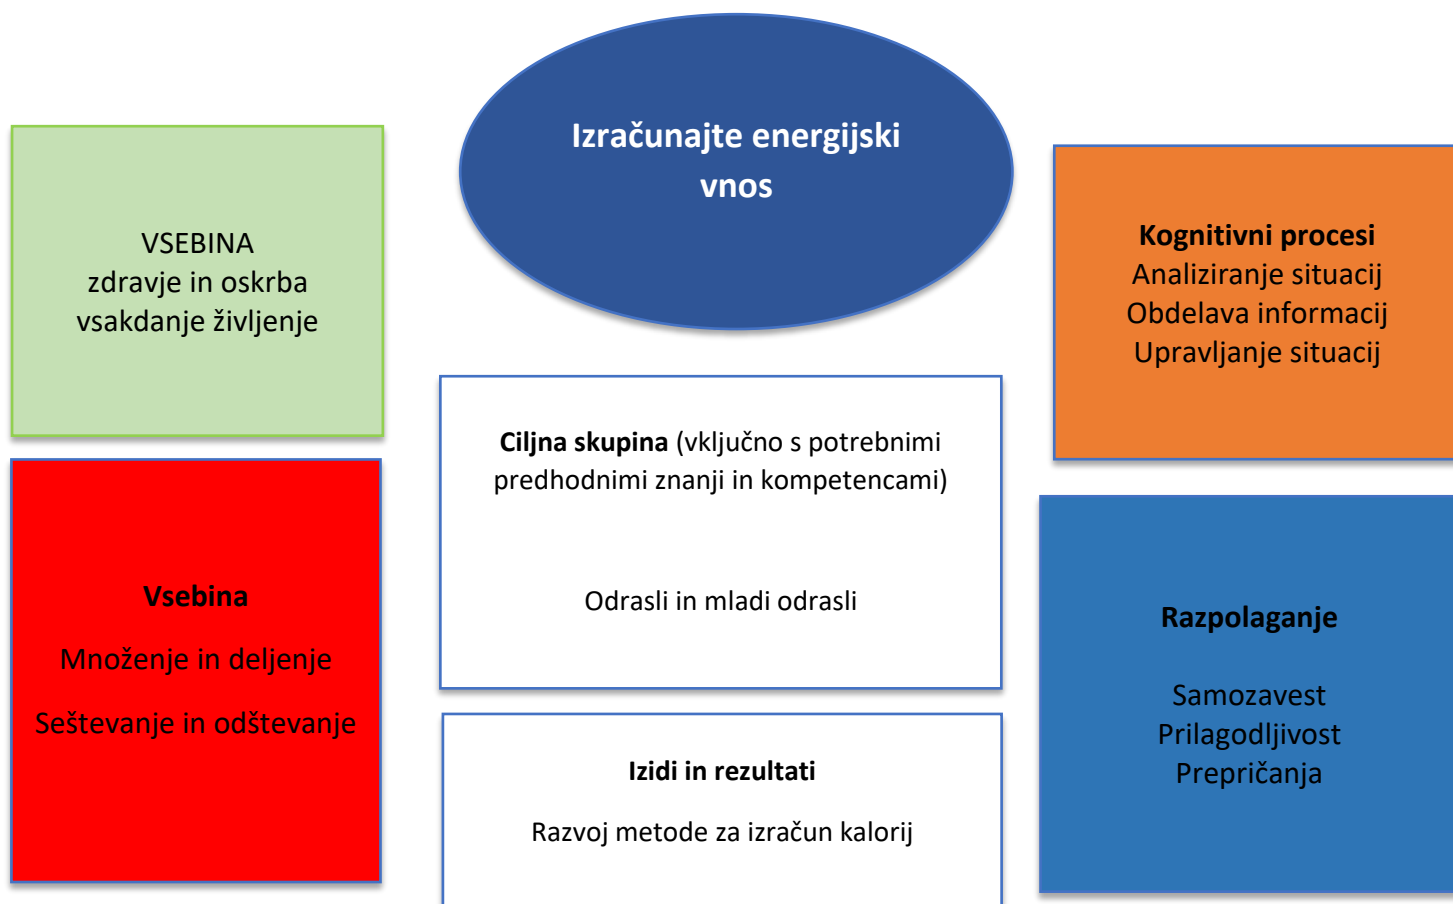 Izračunajte energijski
vnos
VSEBINA
zdravje in oskrba
vsakdanje življenje
Kognitivni procesi
Analiziranje situacij
Obdelava informacij
Upravljanje situacij
Ciljna skupina (vključno s potrebnimi
predhodnimi znanji in kompetencami)
Odrasli in mladi odrasli
Vsebina
Množenje in deljenje
Seštevanje in odštevanje
Razpolaganje
Samozavest
Prilagodljivost
Prepričanja
Izidi in rezultati
Razvoj metode za izračun kalorij